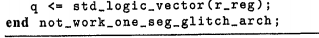 q <= std_logic_vector(r_reg);
end not_work_one_seg_glitch_arch;